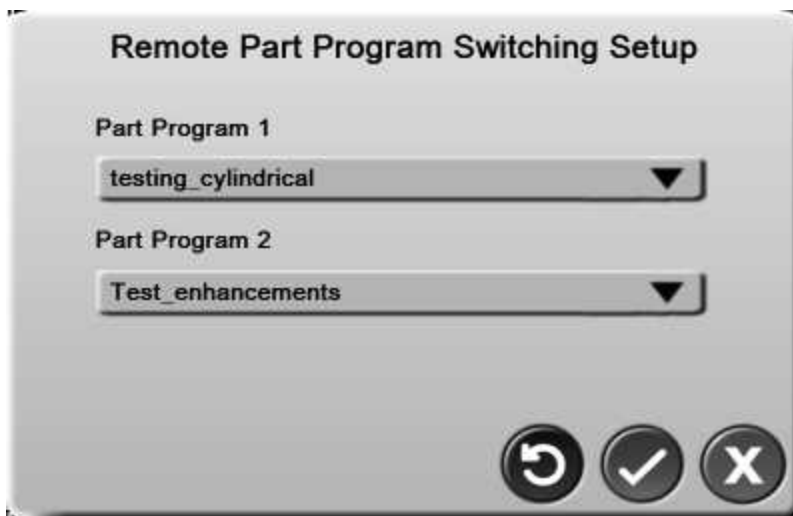 Remote Part Program Switching Setup
Part Program 1
testing_cylindrical
Part Program 2
Test_enhancements